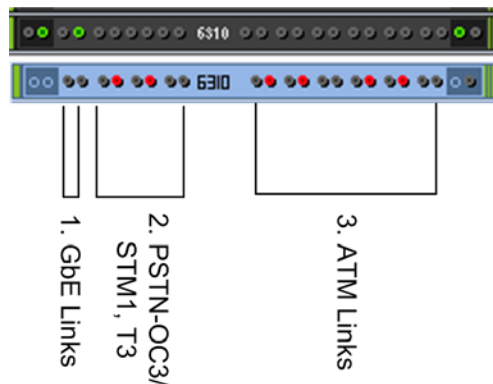 6310
6310
1. GbE Links
2. PSTN-OC3/
STM1, T3
3. ATM Links